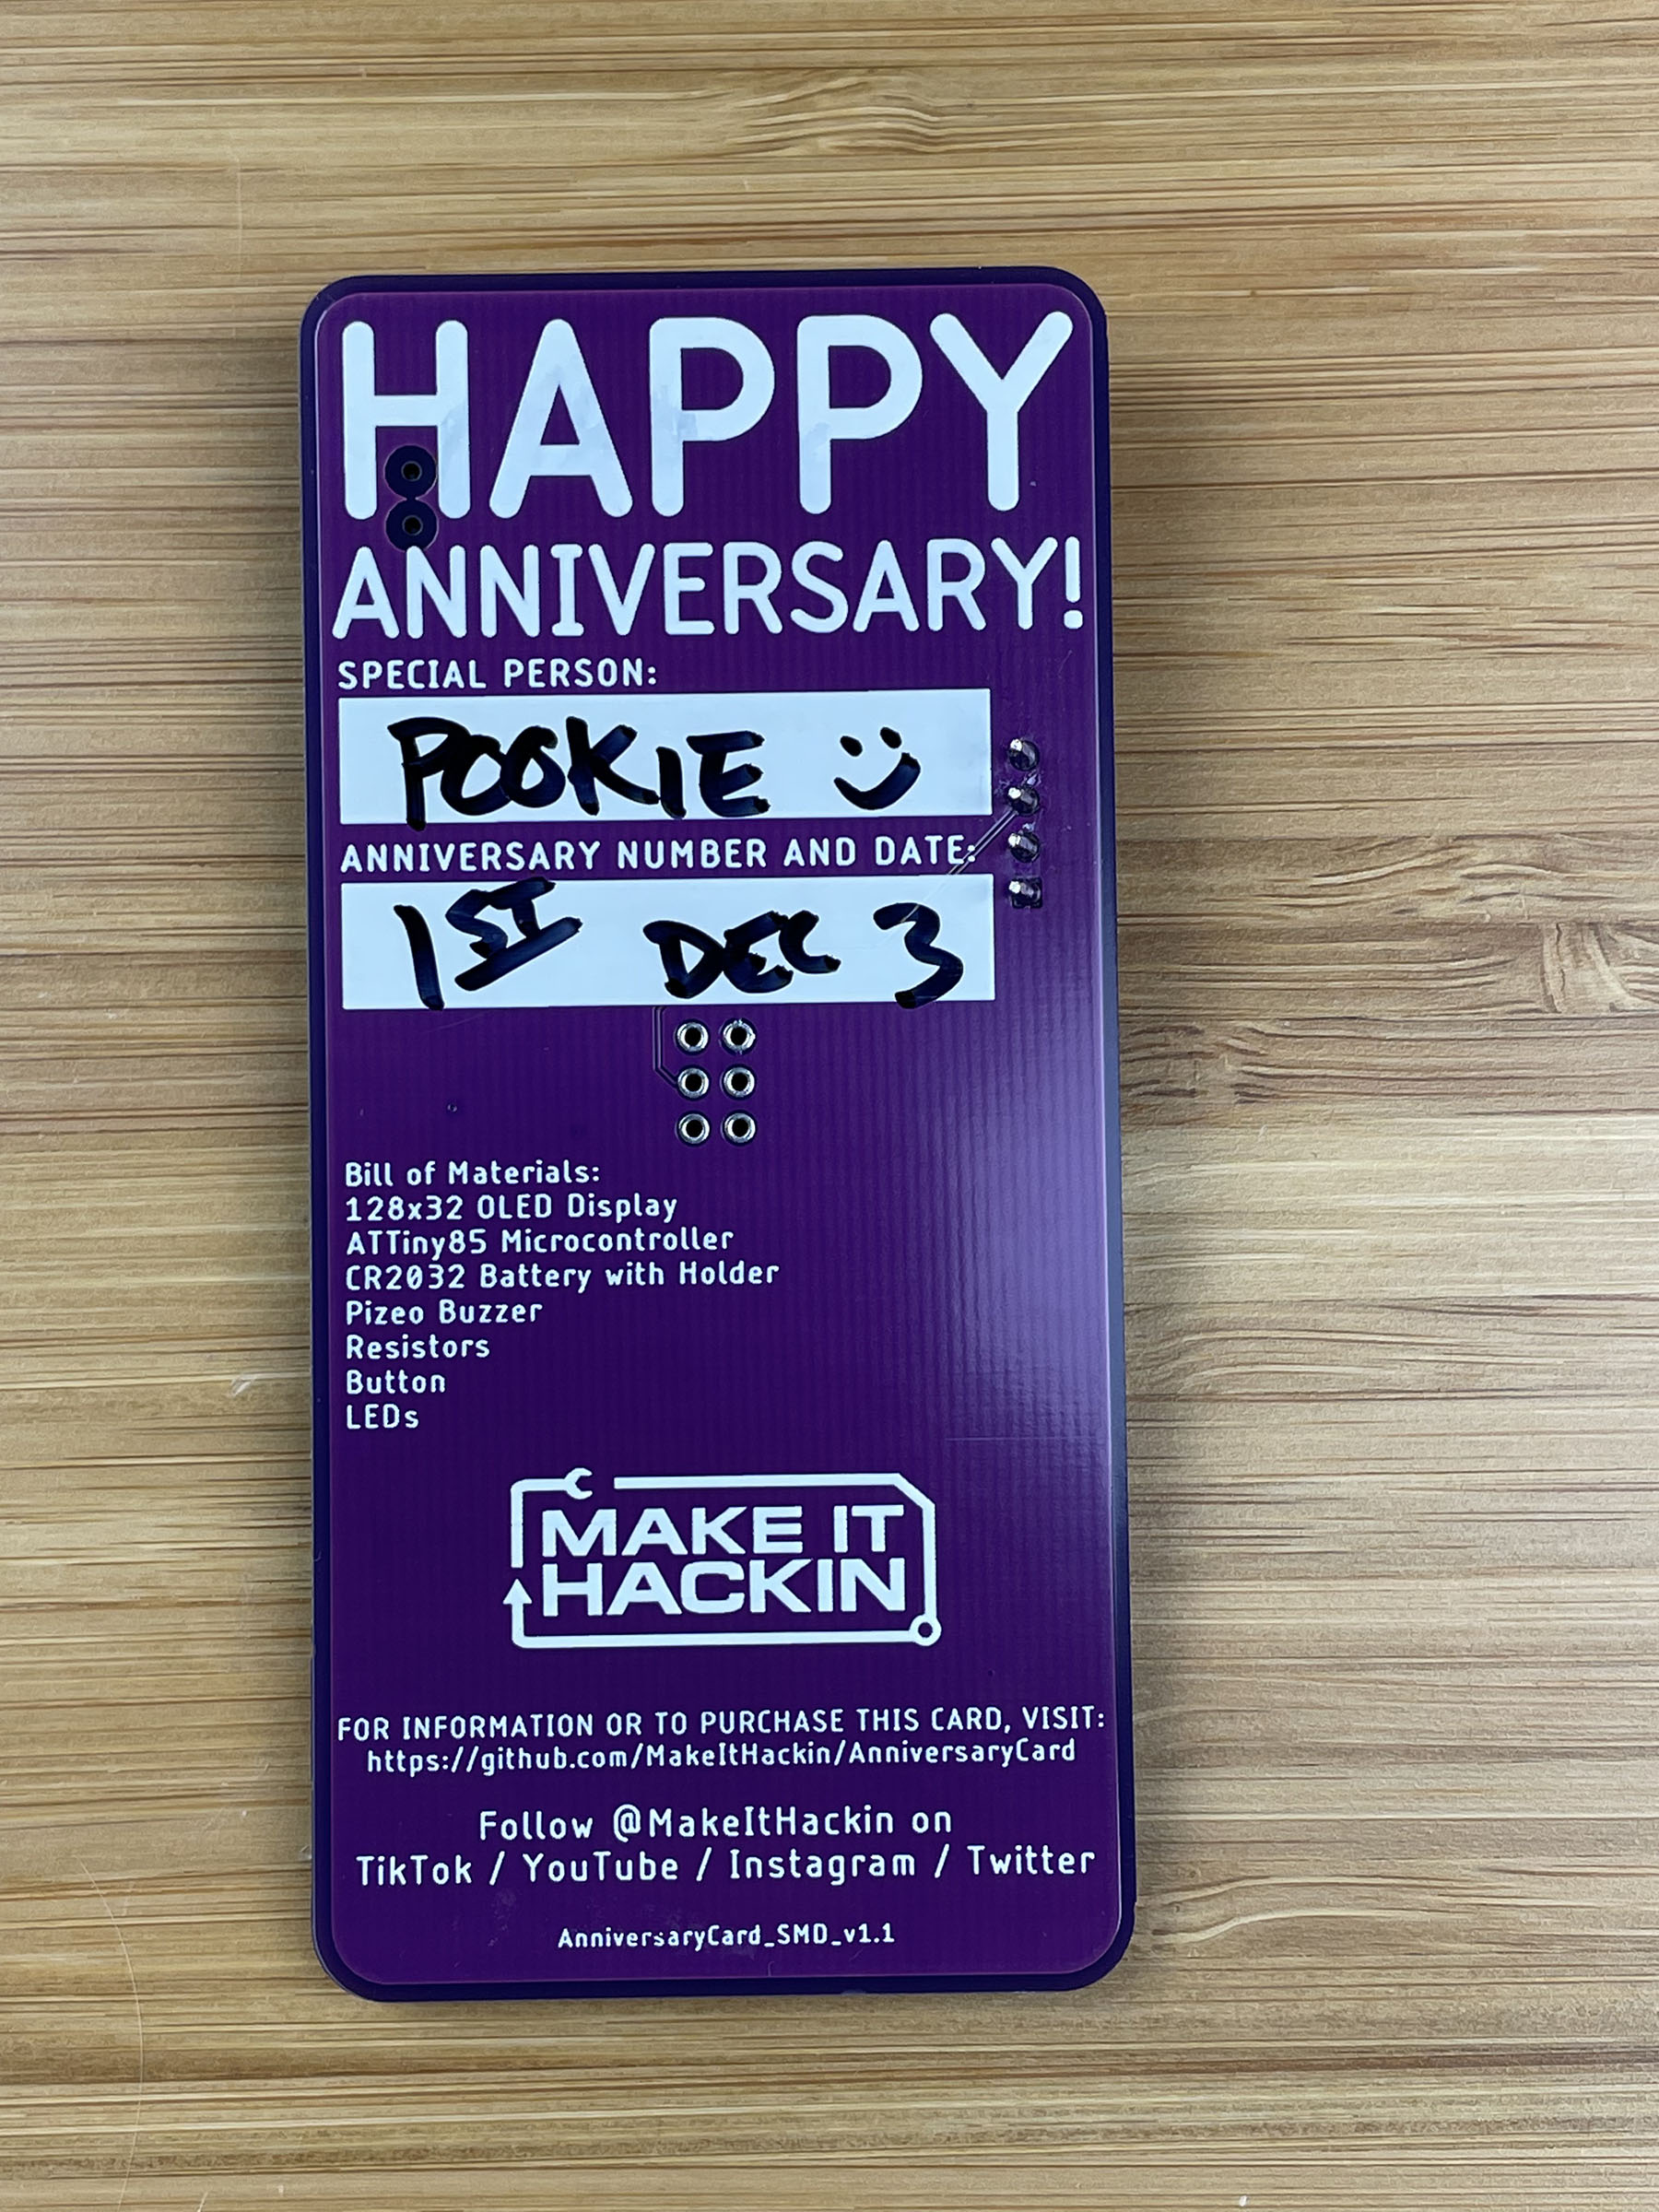 HAPPY
ANNIVERSARY!
SPECIAL PERSON:
POOKIE :)
ANNIVERSARY NUMBER AND DATE:
1ST DEC 3
Bill of Materials:
128x32 OLED Display
ATTiny85 Microcontroller
CR2032 Battery with Holder
Pizeo Buzzer
Resistors
Button
LEDs
MAKE IT
HACKIN
FOR INFORMATION OR TO PURCHASE THIS CARD, VISIT:
https://github.com/MakeItHackin/AnniversaryCard
Follow @MakeItHackin on
TikTok / YouTube / Instagram / Twitter
AnniversaryCard_SMD_v1.1